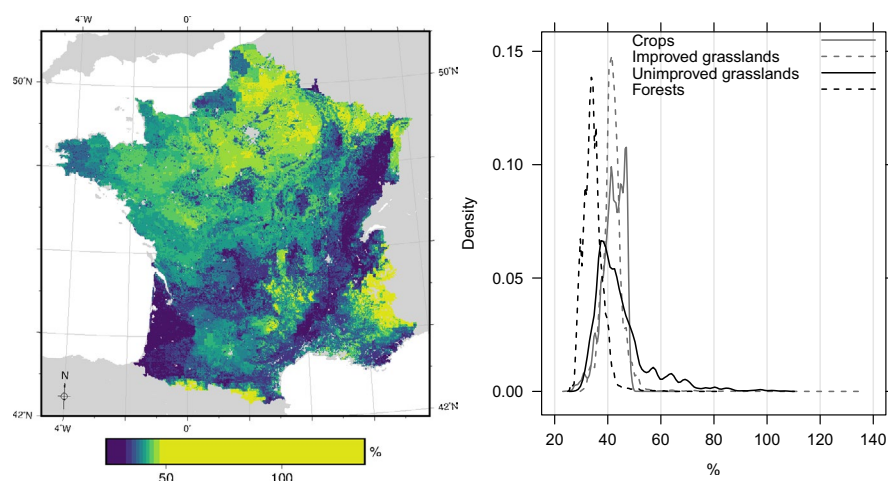 4˚W 0˚
50˚N
50˚N
N
42˚N
42˚N
4˚W 0˚
%
50 100
Crops
Improved grasslands
Unimproved grasslands
Forests
0.15
0.10
0.05
0.00
Density
20 40 60 80 100 120 140
%